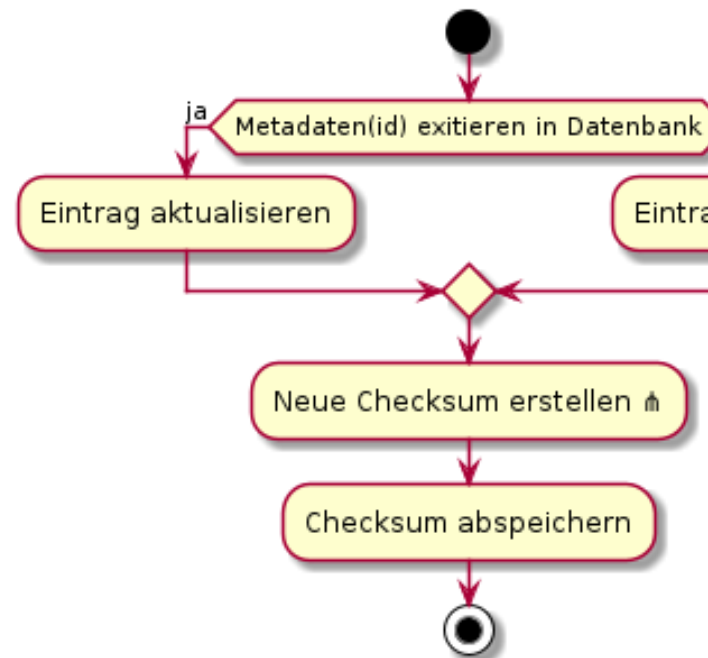 ja
Metadaten(id) exitieren in Datenbank
Eintrag aktualisieren
Neue Checksum erstellen ⋔
Checksum abspeichern